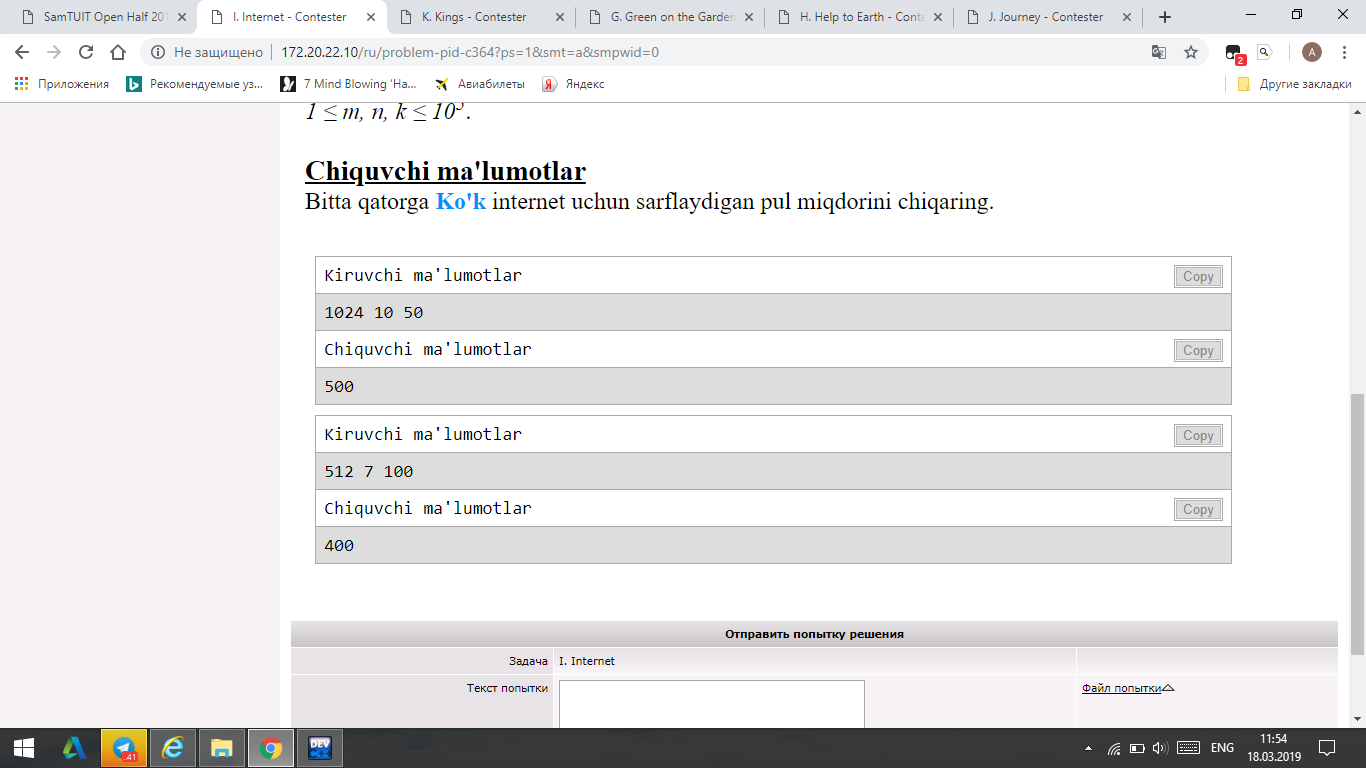 SamTUIT Open Half 201
I. Internet - Contester
K. Kings - Contester
G. Green on the Garden
H. Help to Earth - Conte
J. Journey - Contester
Не защищено
172.20.22.10/ru/problem-pid-c364?ps=1&smt=a&smpwid=0
A
2
Приложения
Рекомендуемые уз...
7 Mind Blowing 'Ha...
Авиабилеты
Яндекс
Другие закладки
1 ≤ m, n, k ≤ 10⁵.
Chiquvchi ma'lumotlar
Bitta qatorga Ko'k internet uchun sarflaydigan pul miqdorini chiqaring.
Kiruvchi ma'lumotlar
Copy
1024 10 50
Chiquvchi ma'lumotlar
Copy
500
Kiruvchi ma'lumotlar
Copy
512 7 100
Chiquvchi ma'lumotlar
Copy
400
Отправить попытку решения
Задача
I. Internet
Текст попытки
Файл попытки
.41
DEV
ENG
11:54
18.03.2019